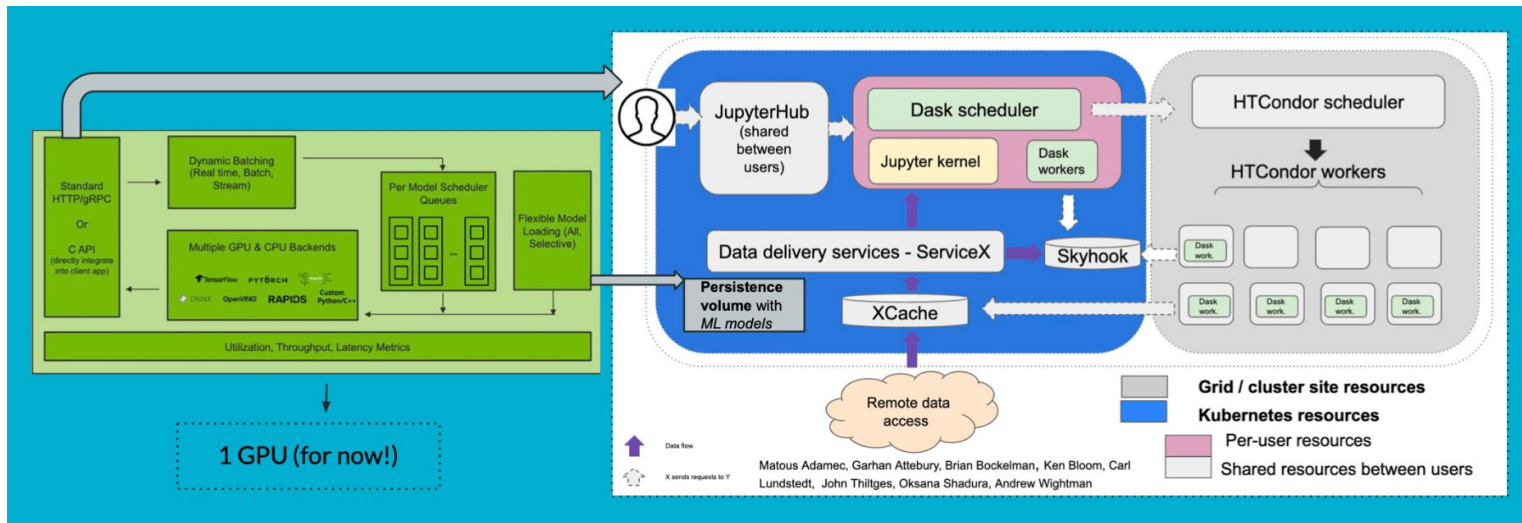 Standard
HTTP/gRPC
Or
C API
(directly integrate
into client app)
Dynamic Batching
(Real time, Batch,
Stream)
Per Model Scheduler
Queues
...
Flexible Model
Loading (All,
Selective)
Multiple GPU & CPU Backends
TensorFlow
PYTORCH
ONNX
OpenVINO
RAPIDS
Custom
Python/C++
Utilization, Throughput, Latency Metrics
1 GPU (for now!)
JupyterHub
(shared
between
users)
Dask scheduler
Jupyter kernel
Dask
workers
Data delivery services - ServiceX
Skyhook
Persistence
volume with
ML models
XCache
Remote data
access
HTCondor scheduler
HTCondor workers
Dask
work.
Dask
work.
Dask
work.
Dask
work.
Dask
work.
Grid / cluster site resources
Kubernetes resources
Per-user resources
Shared resources between users
Data flow
X sends requests to Y
Matous Adamec, Garhan Attebury, Brian Bockelman, Ken Bloom, Carl
Lundstedt, John Thiltges, Oksana Shadura, Andrew Wightman